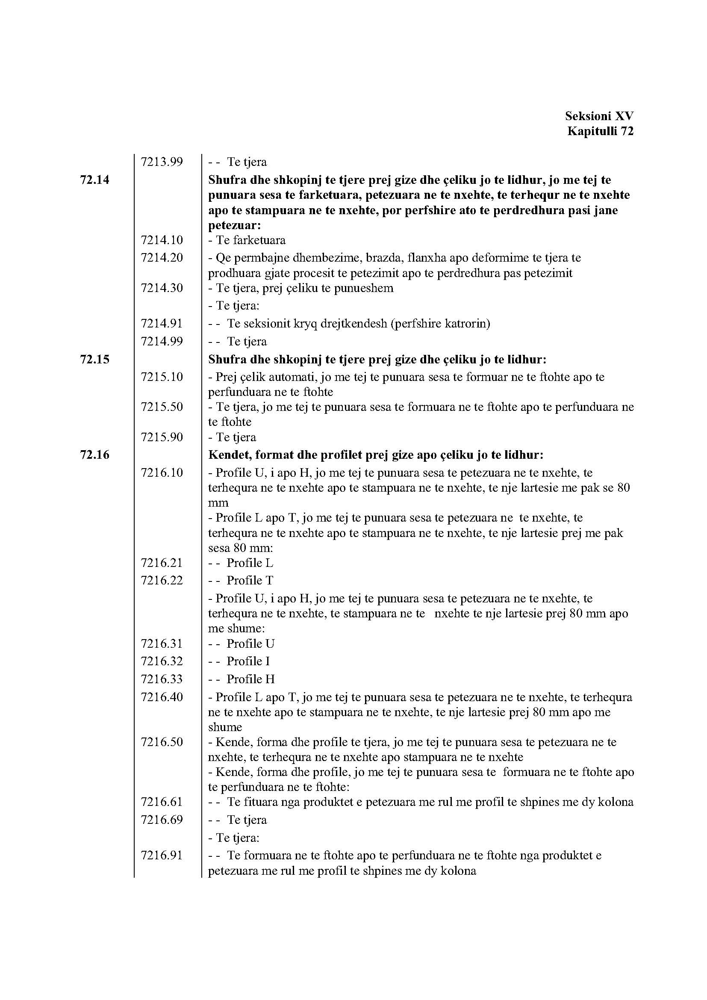 Seksioni XV
Kapitulli 72
7213.99 - -  Te tjera
72.14 Shufra dhe shkopinj te tjere prej gize dhe çeliku jo te lidhur, jo me tej te
punuara sesa te farketuara, petezuara ne te nxehte, te terhequr ne te nxehte
apo te stampuara ne te nxehte, por perfshire ato te perdredhura pasi jane
petezuar:
7214.10 - Te farketuara
7214.20 - Qe permbajne dhembezime, brazda, flanxha apo deformime te tjera te
prodhuara gjate procesit te petezimit apo te perdredhura pas petezimit
7214.30 - Te tjera, prej çeliku te punueshem
- Te tjera:
7214.91 - -  Te seksionit kryq drejtkendesh (perfshire katrorin)
7214.99 - -  Te tjera
72.15 Shufra dhe shkopinj te tjere prej gize dhe çeliku jo te lidhur:
7215.10 - Prej çelik automati, jo me tej te punuara sesa te formuar ne te ftohte apo te
perfunduara ne te ftohte
7215.50 - Te tjera, jo me tej te punuara sesa te formuara ne te ftohte apo te perfunduara ne
te ftohte
7215.90 - Te tjera
72.16 Kendet, format dhe profilet prej gize apo çeliku jo te lidhur:
7216.10 - Profile U, i apo H, jo me tej te punuara sesa te petezuara ne te nxehte, te
terhequra ne te nxehte apo te stampuara ne te nxehte, te nje lartesie me pak se 80
mm
- Profile L apo T, jo me tej te punuara sesa te petezuara ne  te nxehte, te
terhequra ne te nxehte apo te stampuara ne te nxehte, te nje lartesie prej me pak
sesa 80 mm:
7216.21 - -  Profile L
7216.22 - -  Profile T
- Profile U, i apo H, jo me tej te punuara sesa te petezuara ne te nxehte, te
terhequra ne te nxehte, te stampuara ne te   nxehte te nje lartesie prej 80 mm apo
me shume:
7216.31 - -  Profile U
7216.32 - -  Profile I
7216.33 - -  Profile H
7216.40 - Profile L apo T, jo me tej te punuara sesa te petezuara ne te nxehte, te terhequra
ne te nxehte apo te stampuara ne te nxehte, te nje lartesie prej 80 mm apo me
shume
7216.50 - Kende, forma dhe profile te tjera, jo me tej te punuara sesa te petezuara ne te
nxehte, te terhequra ne te nxehte apo stampuara ne te nxehte
- Kende, forma dhe profile, jo me tej te punuara sesa te  formuara ne te ftohte apo
te perfunduara ne te ftohte:
7216.61 - -  Te fituara nga produktet e petezuara me rul me profil te shpines me dy kolona
7216.69 - -  Te tjera
- Te tjera:
7216.91 - -  Te formuara ne te ftohte apo te perfunduara ne te ftohte nga produktet e
petezuara me rul me profil te shpines me dy kolona